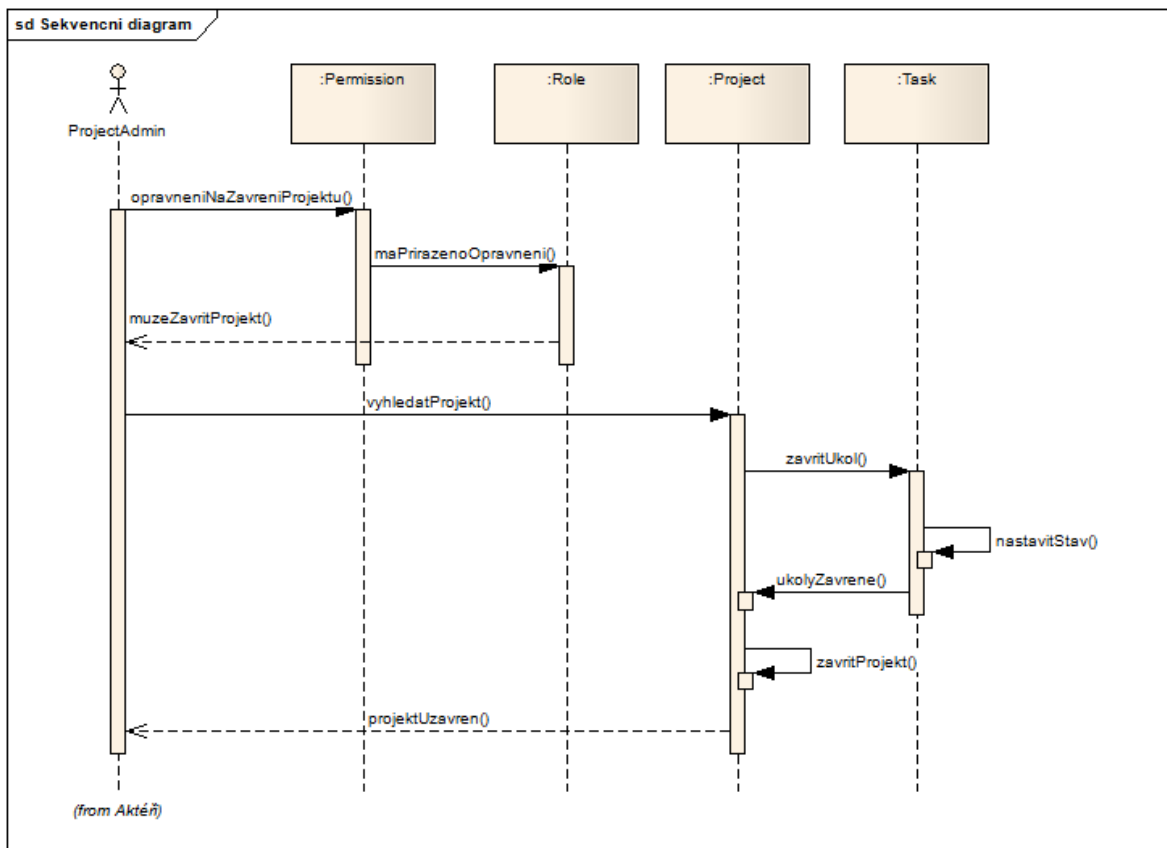 sd Sekvencni diagram
:Permission
:Role
:Project
:Task
ProjectAdmin
opravneniNaZavreniProjektu()
maPrirazenoOpravneni()
muzeZavritProjekt()
vyhledatProjekt()
zavritUkol()
nastavitStav()
ukolyZavrene()
zavritProjekt()
projektUzavren()
(from Aktéři)